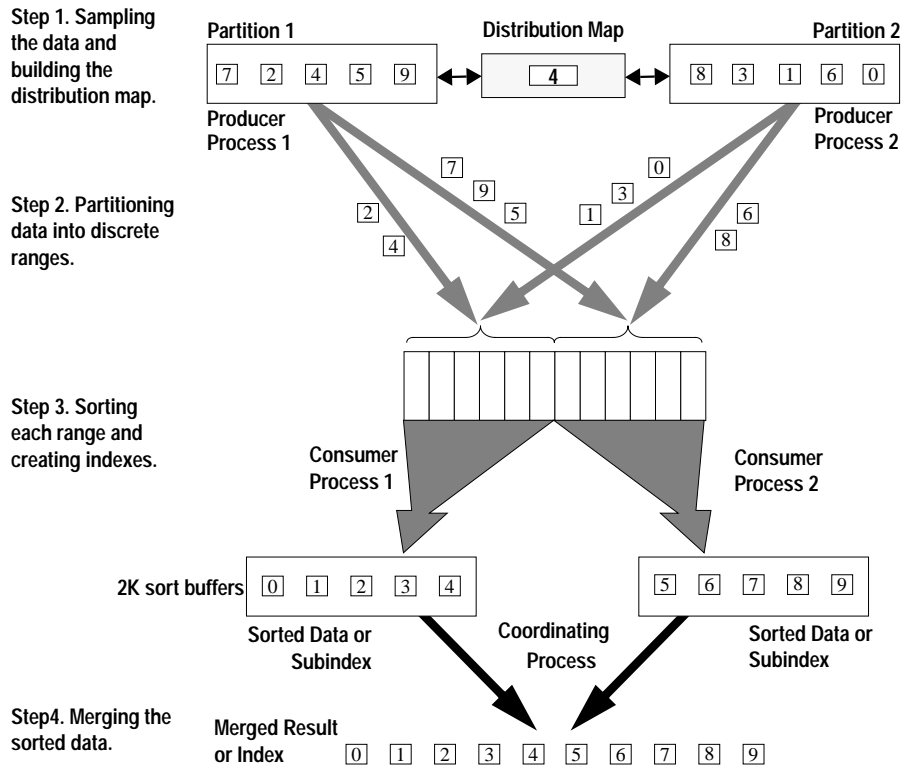 Step 1. Sampling
the data and
building the
distribution map.
Partition 1
Distribution Map
Partition 2
7 2 4 5 9
4
8 3 1 6 0
Producer
Process 1
Producer
Process 2
Step 2. Partitioning
data into discrete
ranges.
2
4
7
9
5
0
3
1
6
8
Step 3. Sorting
each range and
creating indexes.
Consumer
Process 1
Consumer
Process 2
2K sort buffers
0 1 2 3 4
5 6 7 8 9
Sorted Data or
Subindex
Coordinating
Process
Sorted Data or
Subindex
Step4. Merging the
sorted data.
Merged Result
or Index
0 1 2 3 4 5 6 7 8 9